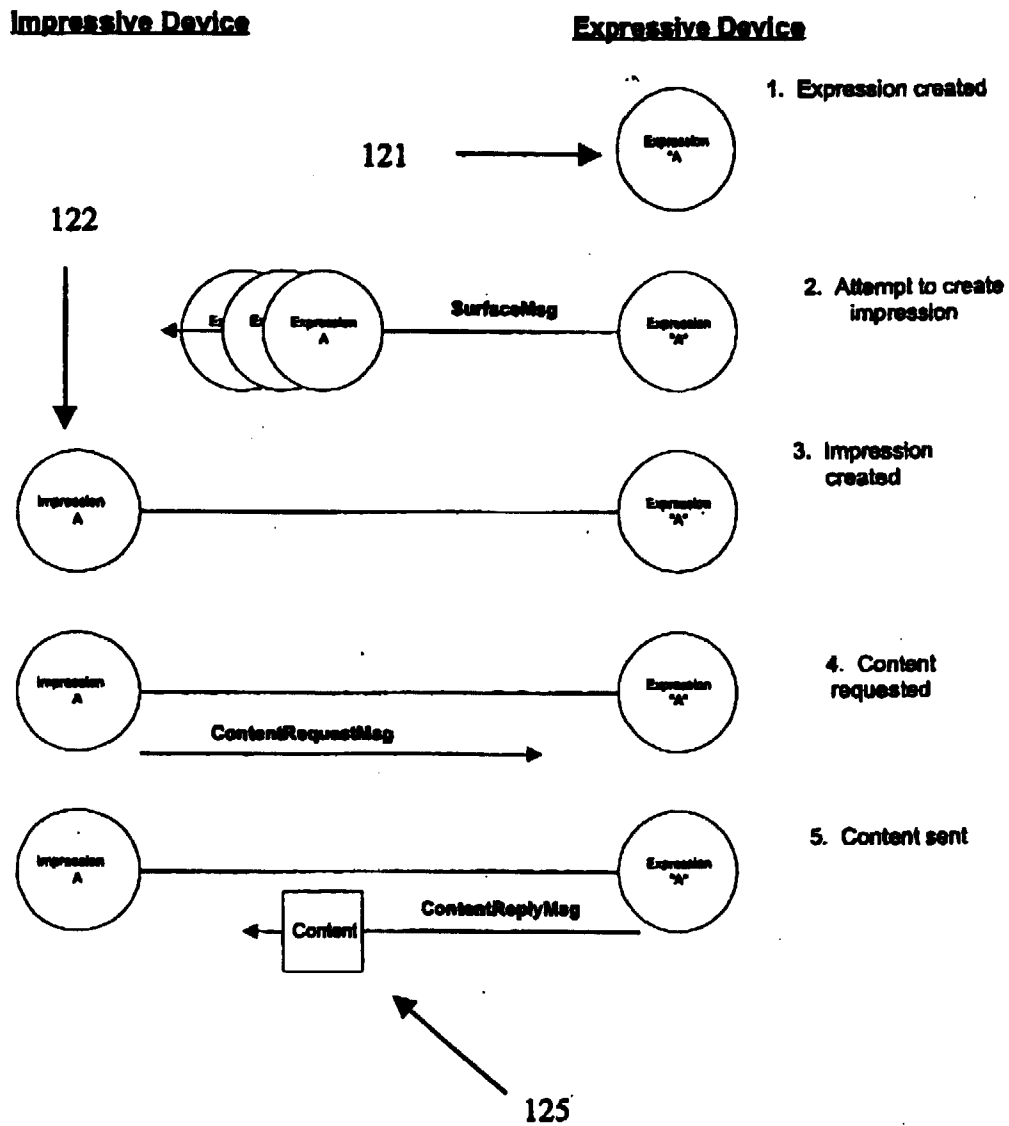 Impressive Device
Expressive Device
1. Expression created
Expression
"A
121
122
2. Attempt to create
impression
SurfaceMsg
E
E
Expression
A
Expression
"A"
3. Impression
created
Impression
A
Expression
"A"
4. Content
requested
Impression
A
Expression
"A"
ContentRequestMsg
5. Content sent
Impression
A
Expression
"A"
ContentReplyMsg
Content
125